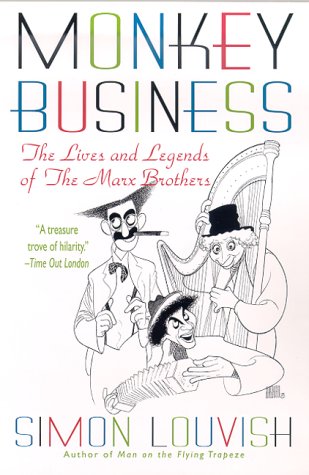 MONKEY
BUSINESS
The Lives and Legends
of The Marx Brothers
"A treasure
trove of hilarity."
–Time Out London
SIMON LOUVISH
Author of Man on the Flying Trapeze